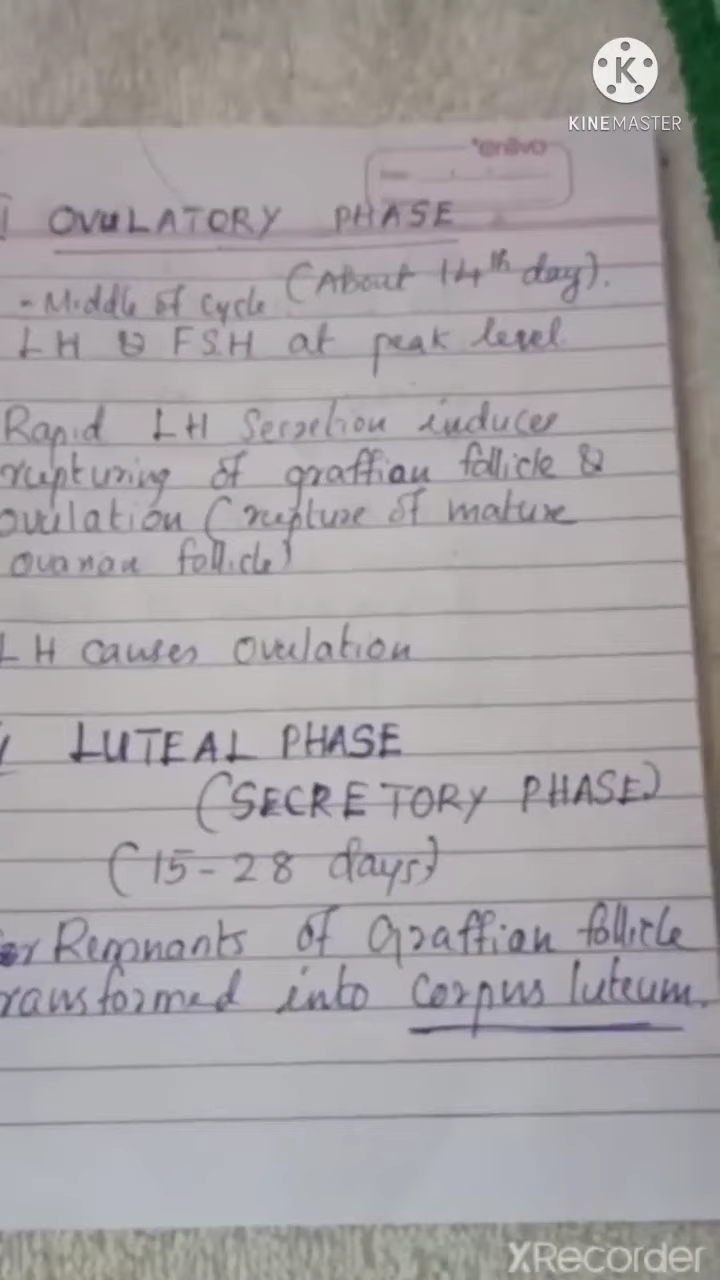 KINEMASTER
enlivo
OVULATORY PHASE
- Middle of Cycle (About 14th day).
LH & FSH at peak level
Rapid LH Secretion induces
rupturing of graffian follicle &
ovulation (rupture of mature
ovarian follicle)
LH causes Ovulation
LUTEAL PHASE
(SECRETORY PHASE)
(15-28 days)
Remnants of Graffian follicle
ransformed into Corpus luteum.
XRecorder